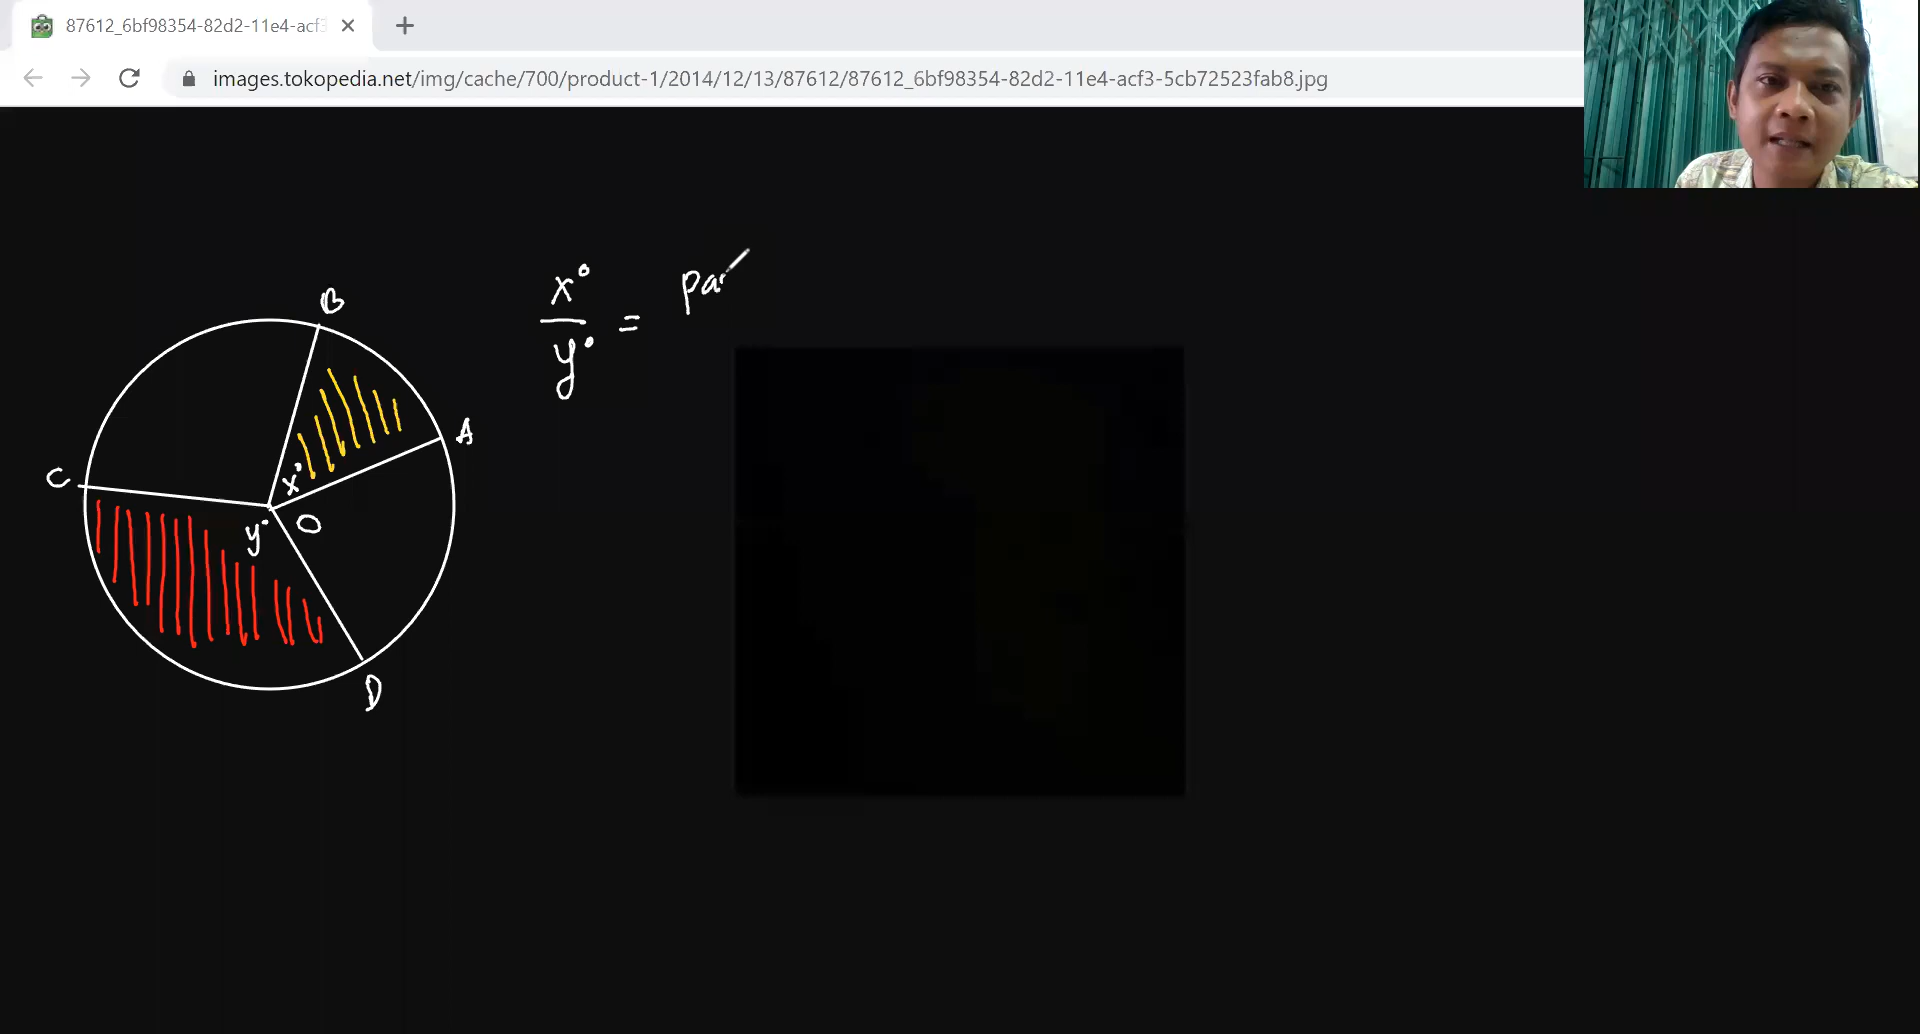 87612_6bf98354-82d2-11e4-acf3
images.tokopedia.net/img/cache/700/product-1/2014/12/13/87612/87612_6bf98354-82d2-11e4-acf3-5cb72523fab8.jpg
B
A
C
x°
y°
O
D
x°
y°
=
par